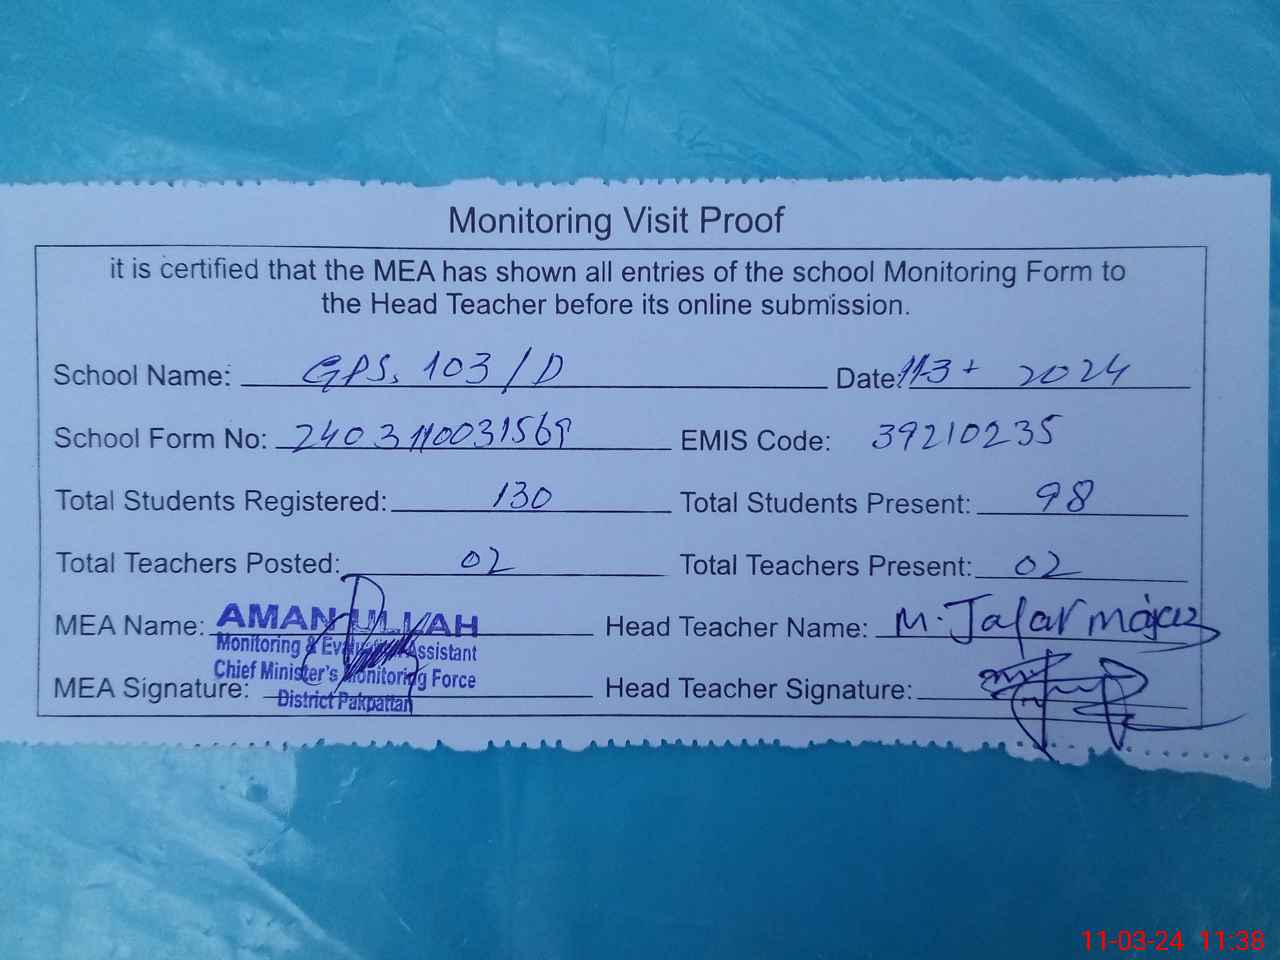 Monitoring Visit Proof
it is certified that the MEA has shown all entries of the school Monitoring Form to
the Head Teacher before its online submission.
School Name: GPS. 103/D Date: 11-3- 2024
School Form No: 2403110031569 EMIS Code: 39210235
Total Students Registered: 130 Total Students Present: 98
Total Teachers Posted: 02 Total Teachers Present: 02
MEA Name: AMAN ULLAH Head Teacher Name: M. Jafar
Monitoring & Evaluation Assistant
Chief Minister's Monitoring Force
MEA Signature: Head Teacher Signature:
District Pakpattan
11-03-24 11:38